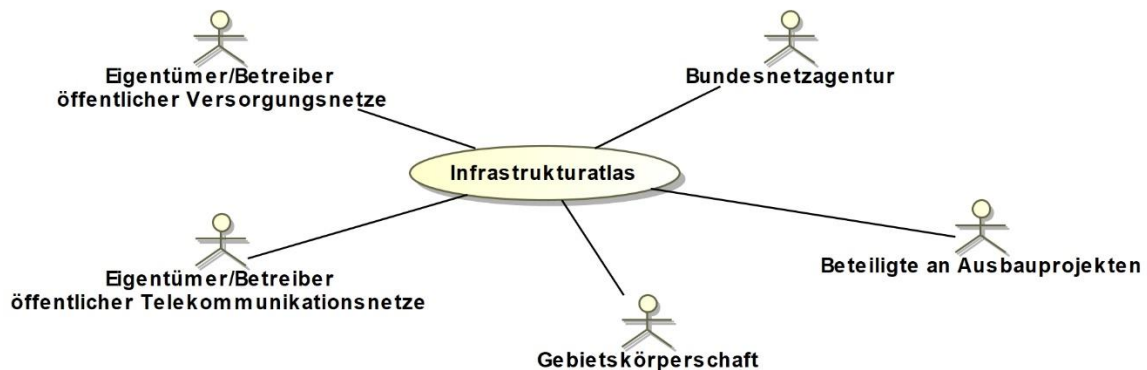 Eigentümer/Betreiber
öffentlicher Versorgungsnetze
Bundesnetzagentur
Infrastrukturatlas
Eigentümer/Betreiber
öffentlicher Telekommunikationsnetze
Beteiligte an Ausbauprojekten
Gebietskörperschaft